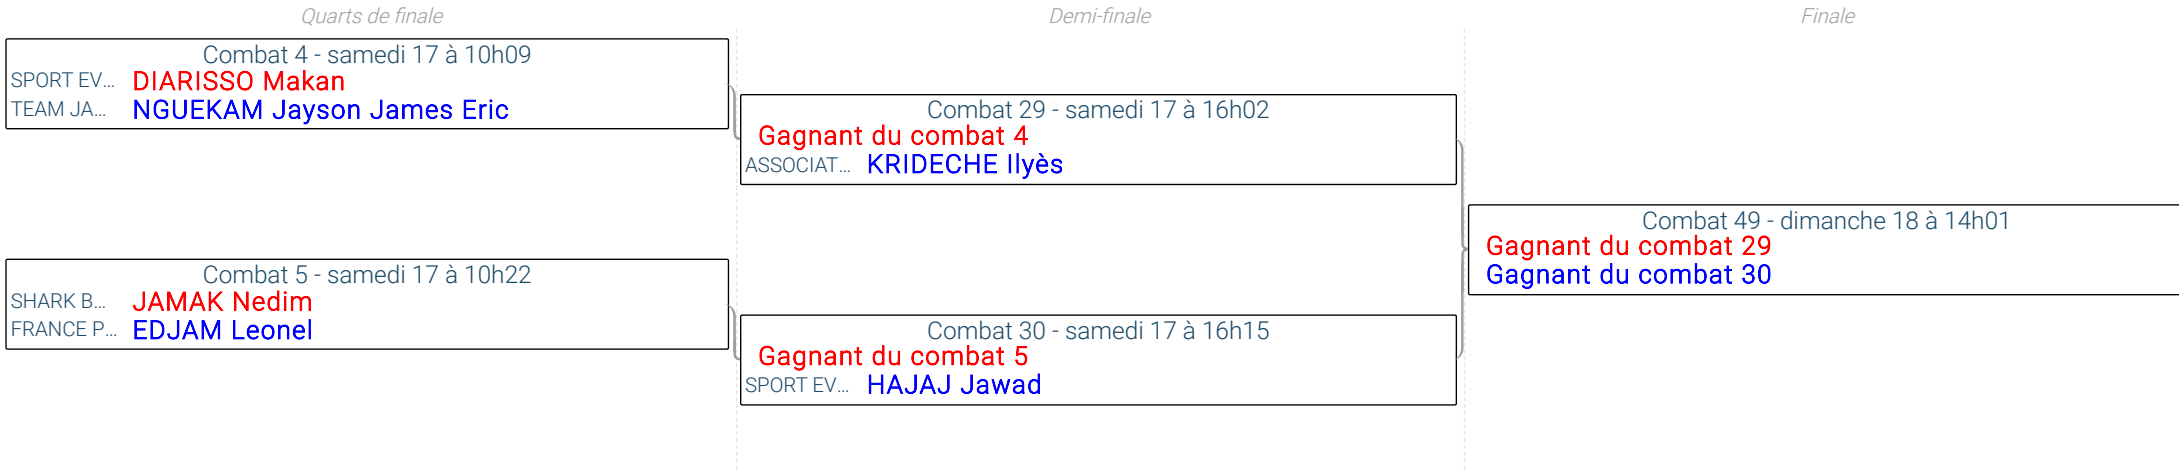 Quarts de finale
Demi-finale
Finale
Combat 4 - samedi 17 à 10h09
SPORT EV... DIARISSO Makan
TEAM JA... NGUEKAM Jayson James Eric
Combat 5 - samedi 17 à 10h22
SHARK B... JAMAK Nedim
FRANCE P... EDJAM Leonel
Combat 29 - samedi 17 à 16h02
Gagnant du combat 4
ASSOCIAT... KRIDECHE Ilyès
Combat 30 - samedi 17 à 16h15
Gagnant du combat 5
SPORT EV... HAJAJ Jawad
Combat 49 - dimanche 18 à 14h01
Gagnant du combat 29
Gagnant du combat 30